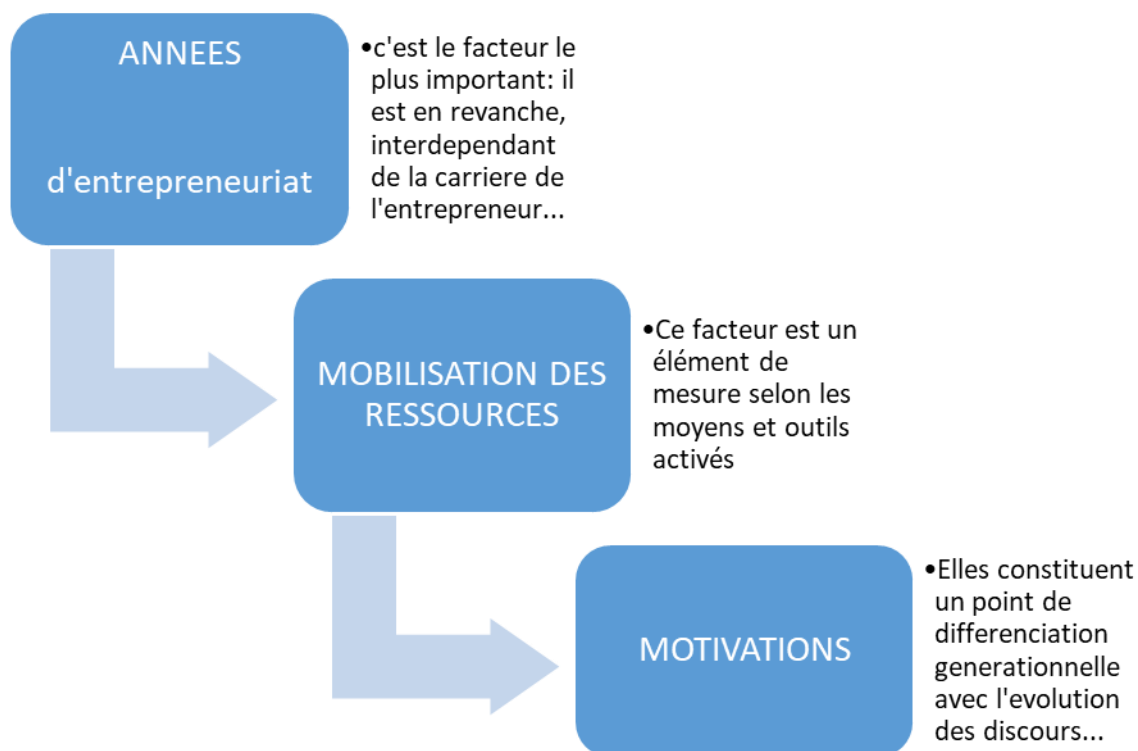 ANNEES
d'entrepreneuriat
•c'est le facteur le
plus important: il
est en revanche,
interdependant
de la carriere de
l'entrepreneur...
MOBILISATION DES
RESSOURCES
•Ce facteur est un
élément de
mesure selon les
moyens et outils
activés
MOTIVATIONS
•Elles constituent
un point de
differenciation
generationnelle
avec l'evolution
des discours...